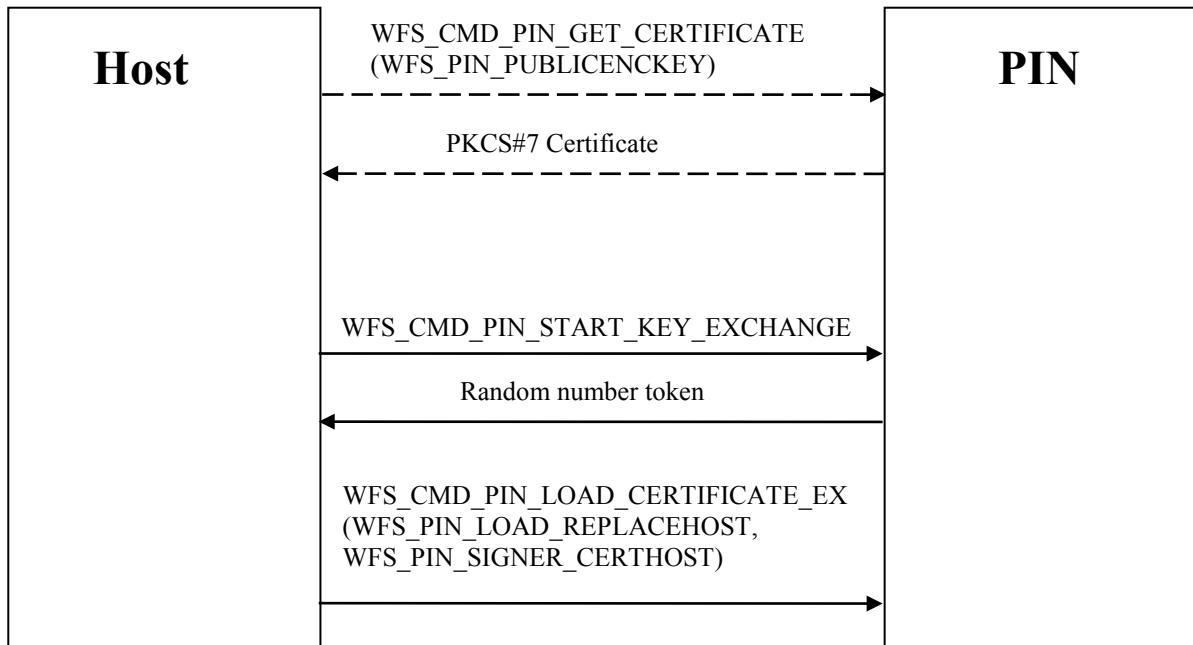 Host
PIN
WFS_CMD_PIN_GET_CERTIFICATE
(WFS_PIN_PUBLICENCKEY)
PKCS#7 Certificate
WFS_CMD_PIN_START_KEY_EXCHANGE
Random number token
WFS_CMD_PIN_LOAD_CERTIFICATE_EX
(WFS_PIN_LOAD_REPLACEHOST,
WFS_PIN_SIGNER_CERTHOST)